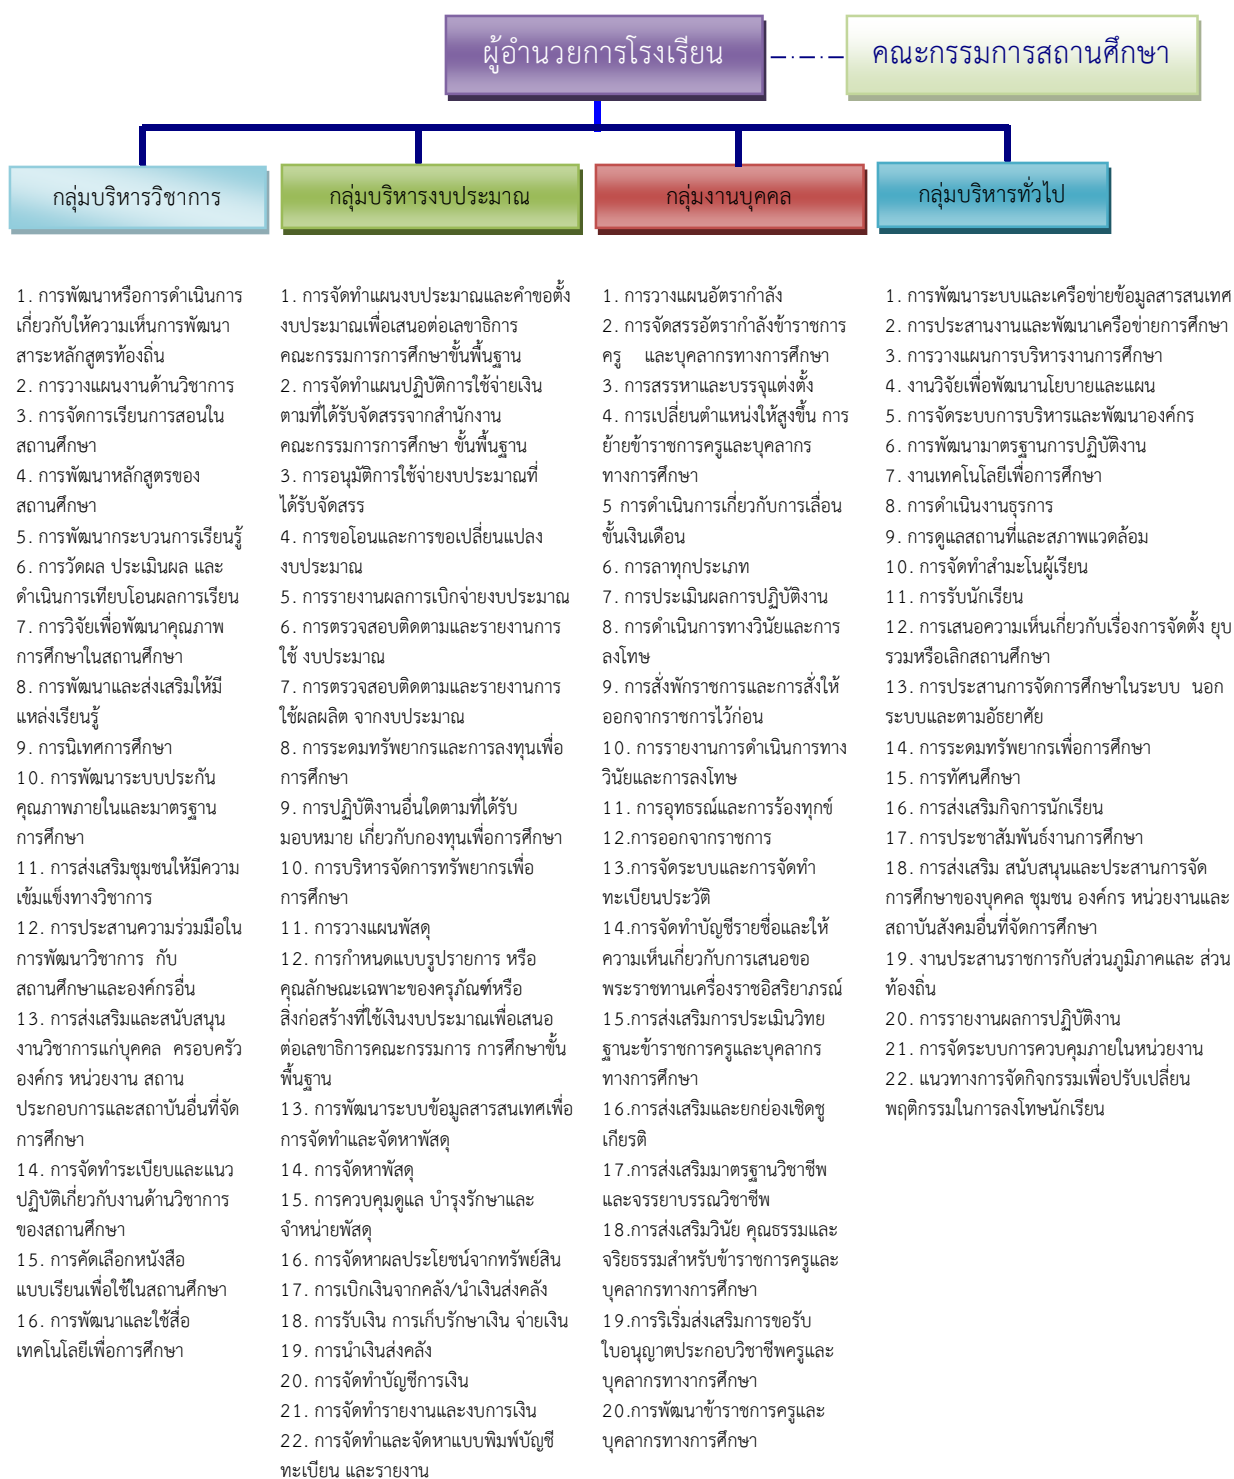 ผู้อำนวยการโรงเรียน
คณะกรรมการสถานศึกษา
กลุ่มบริหารวิชาการ
กลุ่มบริหารงบประมาณ
กลุ่มงานบุคคล
กลุ่มบริหารทั่วไป
1. การพัฒนาหรือการดำเนินการ
เกี่ยวกับให้ความเห็นการพัฒนา
สาระหลักสูตรท้องถิ่น
2. การวางแผนงานด้านวิชาการ
3. การจัดการเรียนการสอนใน
สถานศึกษา
4. การพัฒนาหลักสูตรของ
สถานศึกษา
5. การพัฒนากระบวนการเรียนรู้
6. การวัดผล ประเมินผล และ
ดำเนินการเทียบโอนผลการเรียน
7. การวิจัยเพื่อพัฒนาคุณภาพ
การศึกษาในสถานศึกษา
8. การพัฒนาและส่งเสริมให้มี
แหล่งเรียนรู้
9. การนิเทศการศึกษา
10. การพัฒนาระบบประกัน
คุณภาพภายในและมาตรฐาน
การศึกษา
11. การส่งเสริมชุมชนให้มีความ
เข้มแข็งทางวิชาการ
12. การประสานความร่วมมือใน
การพัฒนาวิชาการ กับ
สถานศึกษาและองค์กรอื่น
13. การส่งเสริมและสนับสนุน
งานวิชาการแก่บุคคล ครอบครัว
องค์กร หน่วยงาน สถาน
ประกอบการและสถาบันอื่นที่จัด
การศึกษา
14. การจัดทำระเบียบและแนว
ปฏิบัติเกี่ยวกับงานด้านวิชาการ
ของสถานศึกษา
15. การคัดเลือกหนังสือ
แบบเรียนเพื่อใช้ในสถานศึกษา
16. การพัฒนาและใช้สื่อ
เทคโนโลยีเพื่อการศึกษา
1. การจัดทำแผนงบประมาณและคำขอตั้ง
งบประมาณเพื่อเสนอต่อเลขาธิการ
คณะกรรมการการศึกษาขั้นพื้นฐาน
2. การจัดทำแผนปฏิบัติการใช้จ่ายเงิน
ตามที่ได้รับจัดสรรจากสำนักงาน
คณะกรรมการการศึกษา ขั้นพื้นฐาน
3. การอนุมัติการใช้จ่ายงบประมาณที่
ได้รับจัดสรร
4. การขอโอนและการขอเปลี่ยนแปลง
งบประมาณ
5. การรายงานผลการเบิกจ่ายงบประมาณ
6. การตรวจสอบติดตามและรายงานการ
ใช้ งบประมาณ
7. การตรวจสอบติดตามและรายงานการ
ใช้ผลผลิต จากงบประมาณ
8. การระดมทรัพยากรและการลงทุนเพื่อ
การศึกษา
9. การปฏิบัติงานอื่นใดตามที่ได้รับ
มอบหมาย เกี่ยวกับกองทุนเพื่อการศึกษา
10. การบริหารจัดการทรัพยากรเพื่อ
การศึกษา
11. การวางแผนพัสดุ
12. การกำหนดแบบรูปรายการ หรือ
คุณลักษณะเฉพาะของครุภัณฑ์หรือ
สิ่งก่อสร้างที่ใช้เงินงบประมาณเพื่อเสนอ
ต่อเลขาธิการคณะกรรมการ การศึกษาขั้น
พื้นฐาน
13. การพัฒนาระบบข้อมูลสารสนเทศเพื่อ
การจัดทำและจัดหาพัสดุ
14. การจัดหาพัสดุ
15. การควบคุมดูแล บำรุงรักษาและ
จำหน่ายพัสดุ
16. การจัดหาผลประโยชน์จากทรัพย์สิน
17. การเบิกเงินจากคลัง/นำเงินส่งคลัง
18. การรับเงิน การเก็บรักษาเงิน จ่ายเงิน
19. การนำเงินส่งคลัง
20. การจัดทำบัญชีการเงิน
21. การจัดทำรายงานและงบการเงิน
22. การจัดทำและจัดหาแบบพิมพ์บัญชี
ทะเบียน และรายงาน
1. การวางแผนอัตรากำลัง
2. การจัดสรรอัตรากำลังข้าราชการ
ครู และบุคลากรทางการศึกษา
3. การสรรหาและบรรจุแต่งตั้ง
4. การเปลี่ยนตำแหน่งให้สูงขึ้น การ
ย้ายข้าราชการครูและบุคลากร
ทางการศึกษา
5 การดำเนินการเกี่ยวกับการเลื่อน
ขั้นเงินเดือน
6. การลาทุกประเภท
7. การประเมินผลการปฏิบัติงาน
8. การดำเนินการทางวินัยและการ
ลงโทษ
9. การสั่งพักราชการและการสั่งให้
ออกจากราชการไว้ก่อน
10. การรายงานการดำเนินการทาง
วินัยและการลงโทษ
11. การอุทธรณ์และการร้องทุกข์
12.การออกจากราชการ
13.การจัดระบบและการจัดทำ
ทะเบียนประวัติ
14.การจัดทำบัญชีรายชื่อและให้
ความเห็นเกี่ยวกับการเสนอขอ
พระราชทานเครื่องราชอิสริยาภรณ์
15.การส่งเสริมการประเมินวิทย
ฐานะข้าราชการครูและบุคลากร
ทางการศึกษา
16.การส่งเสริมและยกย่องเชิดชู
เกียรติ
17.การส่งเสริมมาตรฐานวิชาชีพ
และจรรยาบรรณวิชาชีพ
18.การส่งเสริมวินัย คุณธรรมและ
จริยธรรมสำหรับข้าราชการครูและ
บุคลากรทางการศึกษา
19.การริเริ่มส่งเสริมการขอรับ
ใบอนุญาตประกอบวิชาชีพครูและ
บุคลากรทางากรศึกษา
20.การพัฒนาข้าราชการครูและ
บุคลากรทางการศึกษา
1. การพัฒนาระบบและเครือข่ายข้อมูลสารสนเทศ
2. การประสานงานและพัฒนาเครือข่ายการศึกษา
3. การวางแผนการบริหารงานการศึกษา
4. งานวิจัยเพื่อพัฒนานโยบายและแผน
5. การจัดระบบการบริหารและพัฒนาองค์กร
6. การพัฒนามาตรฐานการปฏิบัติงาน
7. งานเทคโนโลยีเพื่อการศึกษา
8. การดำเนินงานธุรการ
9. การดูแลสถานที่และสภาพแวดล้อม
10. การจัดทำสำมะโนผู้เรียน
11. การรับนักเรียน
12. การเสนอความเห็นเกี่ยวกับเรื่องการจัดตั้ง ยุบ
รวมหรือเลิกสถานศึกษา
13. การประสานการจัดการศึกษาในระบบ นอก
ระบบและตามอัธยาศัย
14. การระดมทรัพยากรเพื่อการศึกษา
15. การทัศนศึกษา
16. การส่งเสริมกิจการนักเรียน
17. การประชาสัมพันธ์งานการศึกษา
18. การส่งเสริม สนับสนุนและประสานการจัด
การศึกษาของบุคคล ชุมชน องค์กร หน่วยงานและ
สถาบันสังคมอื่นที่จัดการศึกษา
19. งานประสานราชการกับส่วนภูมิภาคและ ส่วน
ท้องถิ่น
20. การรายงานผลการปฏิบัติงาน
21. การจัดระบบการควบคุมภายในหน่วยงาน
22. แนวทางการจัดกิจกรรมเพื่อปรับเปลี่ยน
พฤติกรรมในการลงโทษนักเรียน